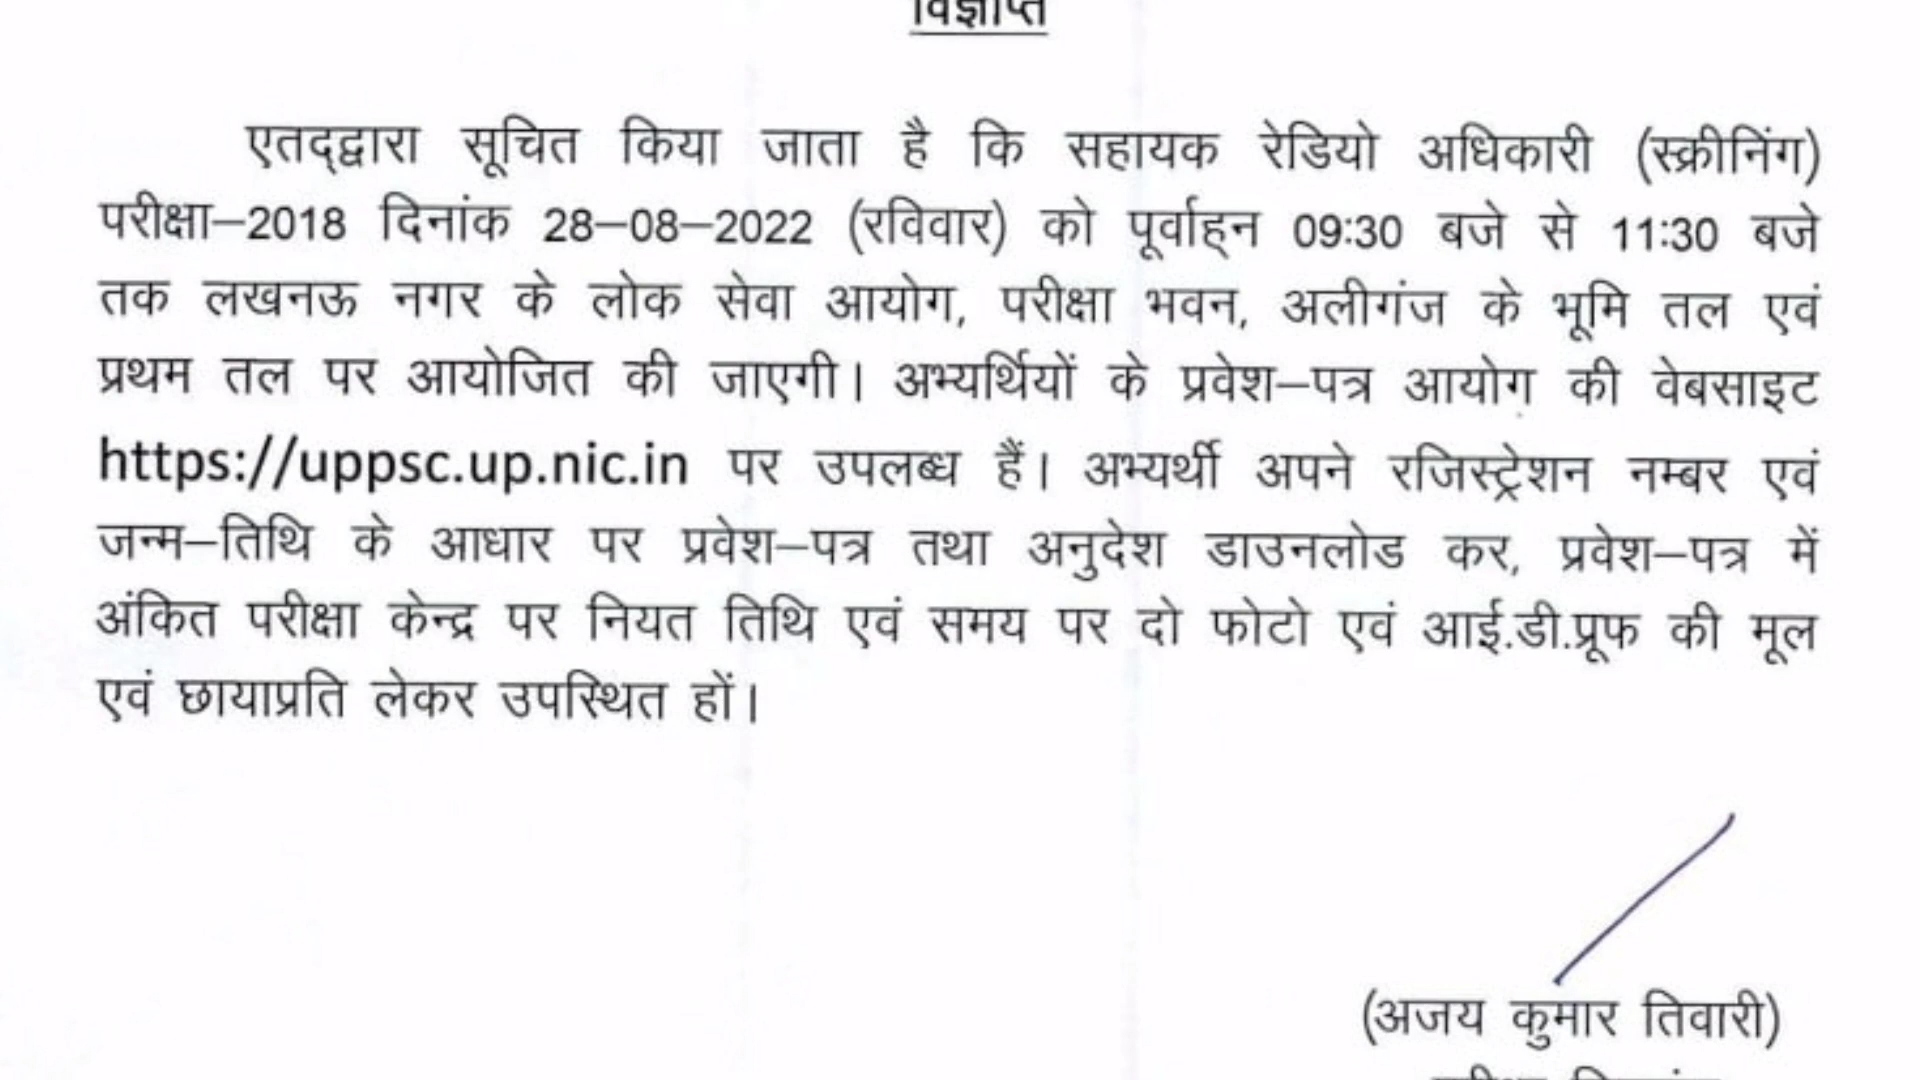 विज्ञप्ति
एतद्द्वारा सूचित किया जाता है कि सहायक रेडियो अधिकारी (स्क्रीनिंग)
परीक्षा–2018 दिनांक 28–08–2022 (रविवार) को पूर्वाह्न 09:30 बजे से 11:30 बजे
तक लखनऊ नगर के लोक सेवा आयोग, परीक्षा भवन, अलीगंज के भूमि तल एवं
प्रथम तल पर आयोजित की जाएगी। अभ्यर्थियों के प्रवेश–पत्र आयोग की वेबसाइट
https://uppsc.up.nic.in पर उपलब्ध हैं। अभ्यर्थी अपने रजिस्ट्रेशन नम्बर एवं
जन्म–तिथि के आधार पर प्रवेश–पत्र तथा अनुदेश डाउनलोड कर, प्रवेश–पत्र में
अंकित परीक्षा केन्द्र पर नियत तिथि एवं समय पर दो फोटो एवं आई.डी.प्रूफ की मूल
एवं छायाप्रति लेकर उपस्थित हों।
(अजय कुमार तिवारी)